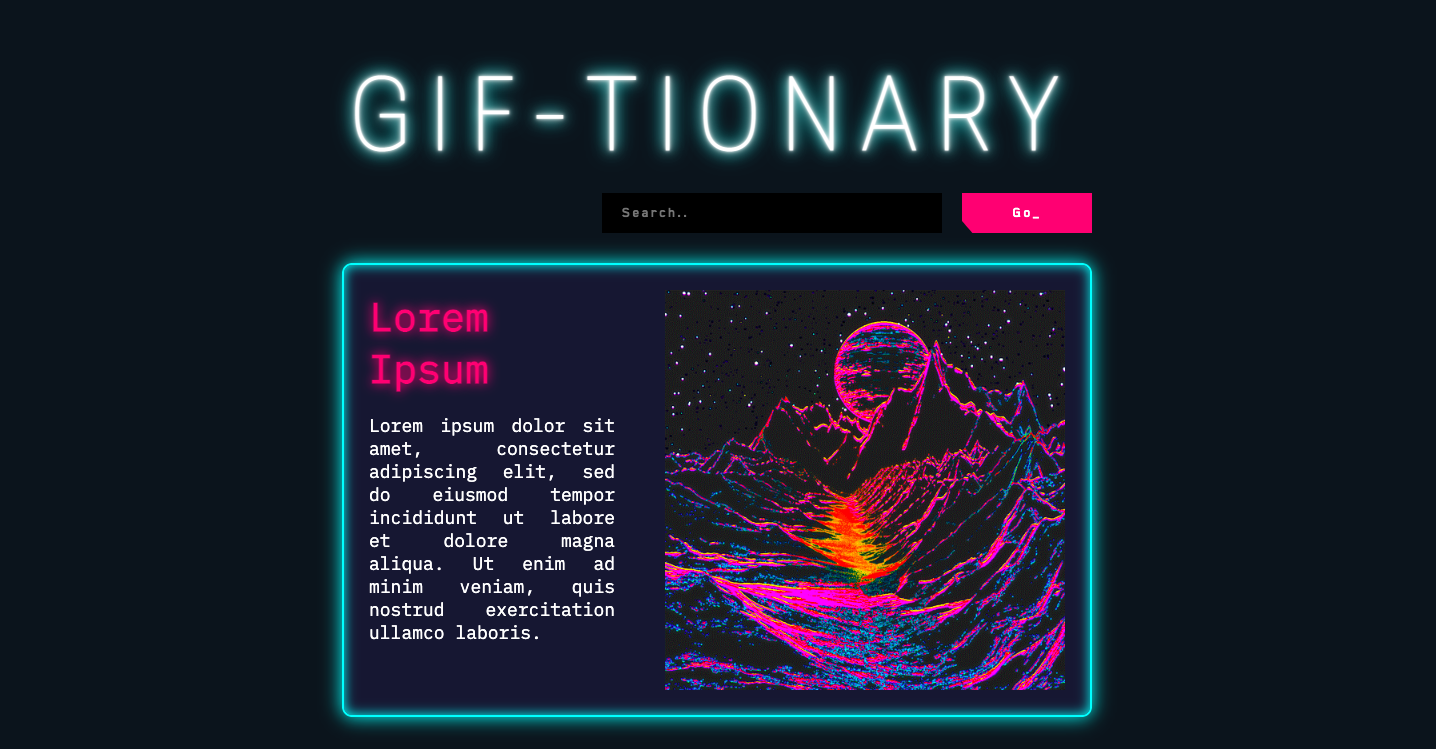 GIF-TIONARY
Search..
Go_
Lorem
Ipsum
Lorem ipsum dolor sit
amet, consectetur
adipiscing elit, sed
do eiusmod tempor
incididunt ut labore
et dolore magna
aliqua. Ut enim ad
minim veniam, quis
nostrud exercitation
ullamco laboris.